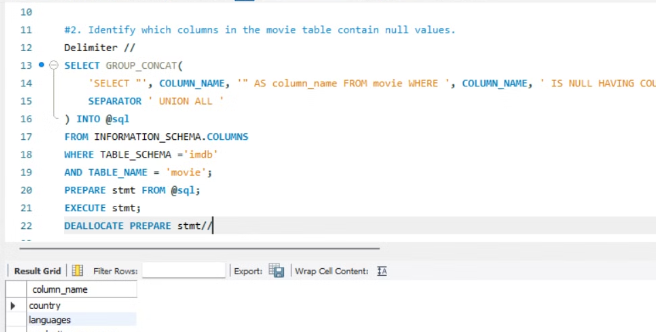 10
11 #2. Identify which columns in the movie table contain null values.
12 Delimiter //
13 SELECT GROUP_CONCAT(
14 'SELECT "', COLUMN_NAME, '" AS column_name FROM movie WHERE ', COLUMN_NAME, ' IS NULL HAVING COU
15 SEPARATOR ' UNION ALL '
16 ) INTO @sql
17 FROM INFORMATION_SCHEMA.COLUMNS
18 WHERE TABLE_SCHEMA ='imdb'
19 AND TABLE_NAME = 'movie';
20 PREPARE stmt FROM @sql;
21 EXECUTE stmt;
22 DEALLOCATE PREPARE stmt//
Result Grid Filter Rows: Export: Wrap Cell Content:
column_name
country
languages